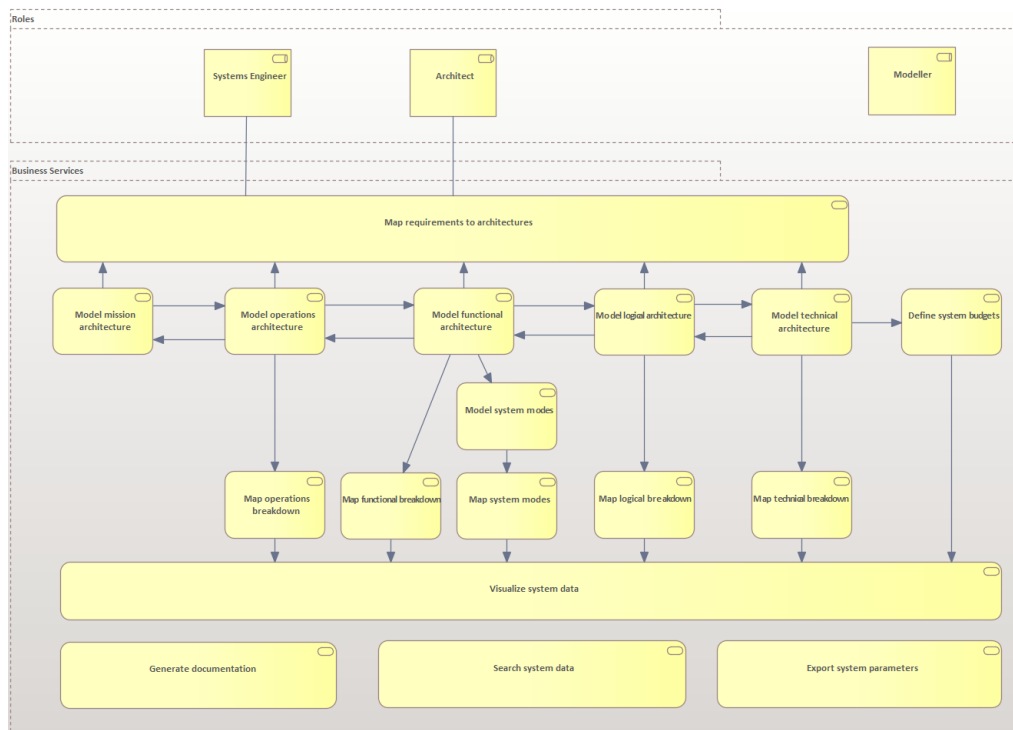 Roles
Systems Engineer
Architect
Modeller
Business Services
Map requirements to architectures
Model mission
architecture
Model operations
architecture
Model functional
architecture
Model logical architecture
Model technical
architecture
Define system budgets
Model system modes
Map operations
breakdown
Map functional breakdown
Map system modes
Map logical breakdown
Map technical breakdown
Visualize system data
Generate documentation
Search system data
Export system parameters